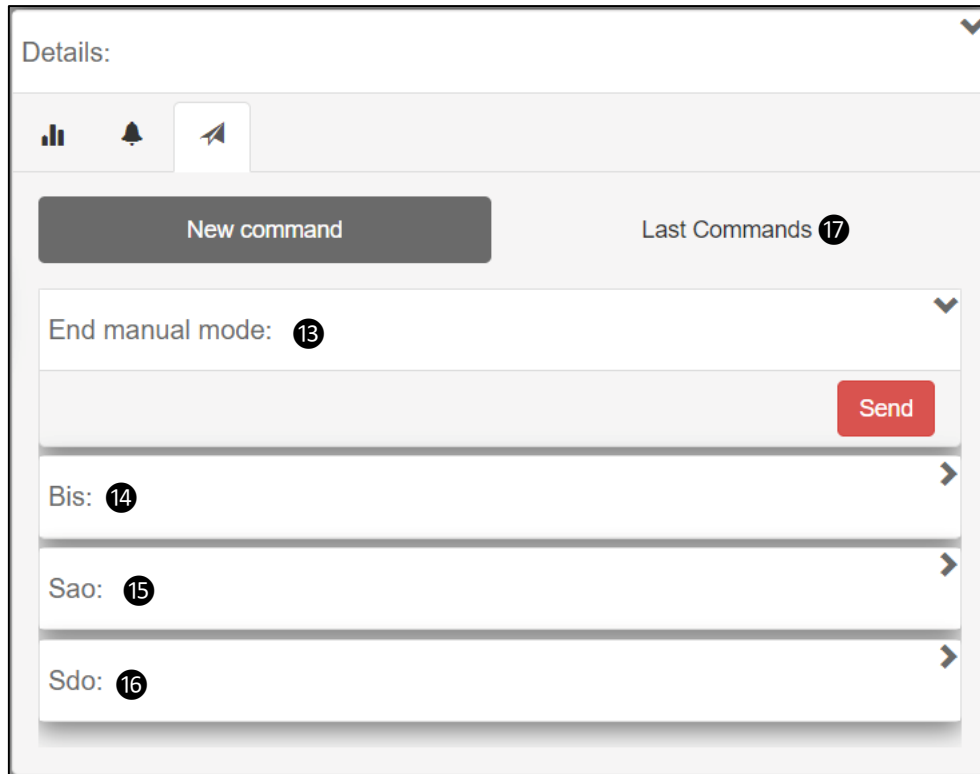 Details:
New command
Last Commands 17
End manual mode: 13
Send
Bis: 14
Sao: 15
Sdo: 16